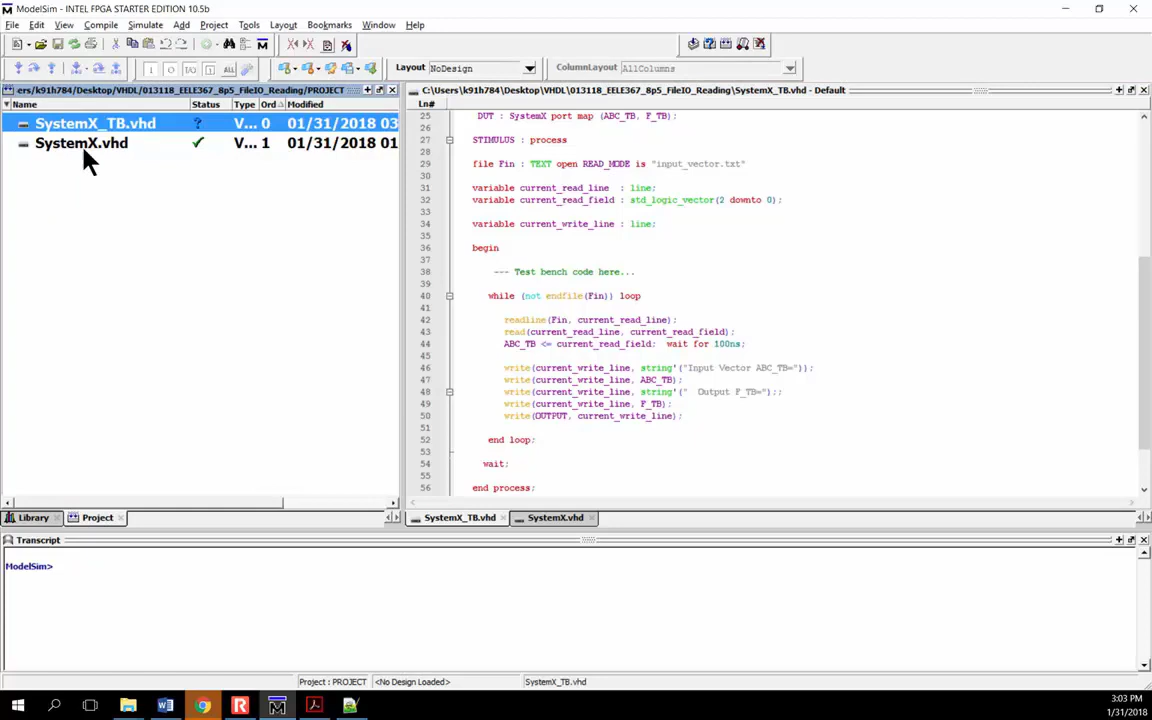 ModelSim - INTEL FPGA STARTER EDITION 10.5b
File Edit View Compile Simulate Add Project Tools Layout Bookmarks Window Help
Layout NoDesign
ColumnLayout AllColumns
ers/k91h784/Desktop/VHDL/013118_EELE367_8p5_FileIO_Reading/PROJECT
C:\Users\k91h784\Desktop\VHDL\013118_EELE367_8p5_FileIO_Reading\SystemX_TB.vhd - Default
Name Status Type Ord Modified
SystemX_TB.vhd ? V... 0 01/31/2018 03
SystemX.vhd V... 1 01/31/2018 01
Ln#
25 DUT : SystemX port map (ABC_TB, F_TB);
26
27 STIMULUS : process
28
29 file Fin : TEXT open READ_MODE is "input_vector.txt"
30
31 variable current_read_line : line;
32 variable current_read_field : std_logic_vector(2 downto 0);
33
34 variable current_write_line : line;
35
36 begin
37
38 --- Test bench code here...
39
40 while (not endfile(Fin)) loop
41
42 readline(Fin, current_read_line);
43 read(current_read_line, current_read_field);
44 ABC_TB <= current_read_field; wait for 100ns;
45
46 write(current_write_line, string'("Input Vector ABC_TB="));
47 write(current_write_line, ABC_TB);
48 write(current_write_line, string'(" Output F_TB=");;
49 write(current_write_line, F_TB);
50 write(OUTPUT, current_write_line);
51
52 end loop;
53
54 wait;
55
56 end process;
Library Project
SystemX_TB.vhd SystemX.vhd
Transcript
ModelSim>
Project : PROJECT <No Design Loaded> SystemX_TB.vhd
3:03 PM
1/31/2018